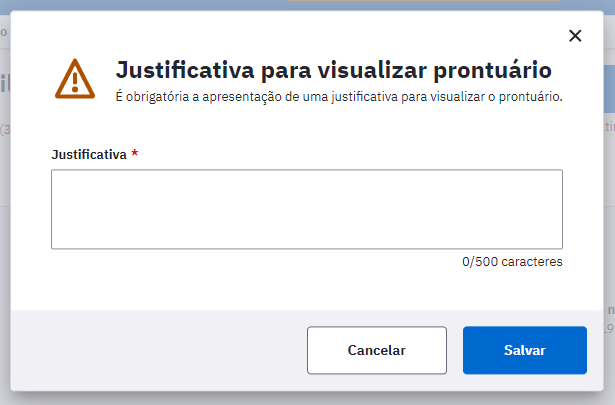 Justificativa para visualizar prontuário
É obrigatória a apresentação de uma justificativa para visualizar o prontuário.
Justificativa *
0/500 caracteres
Cancelar
Salvar